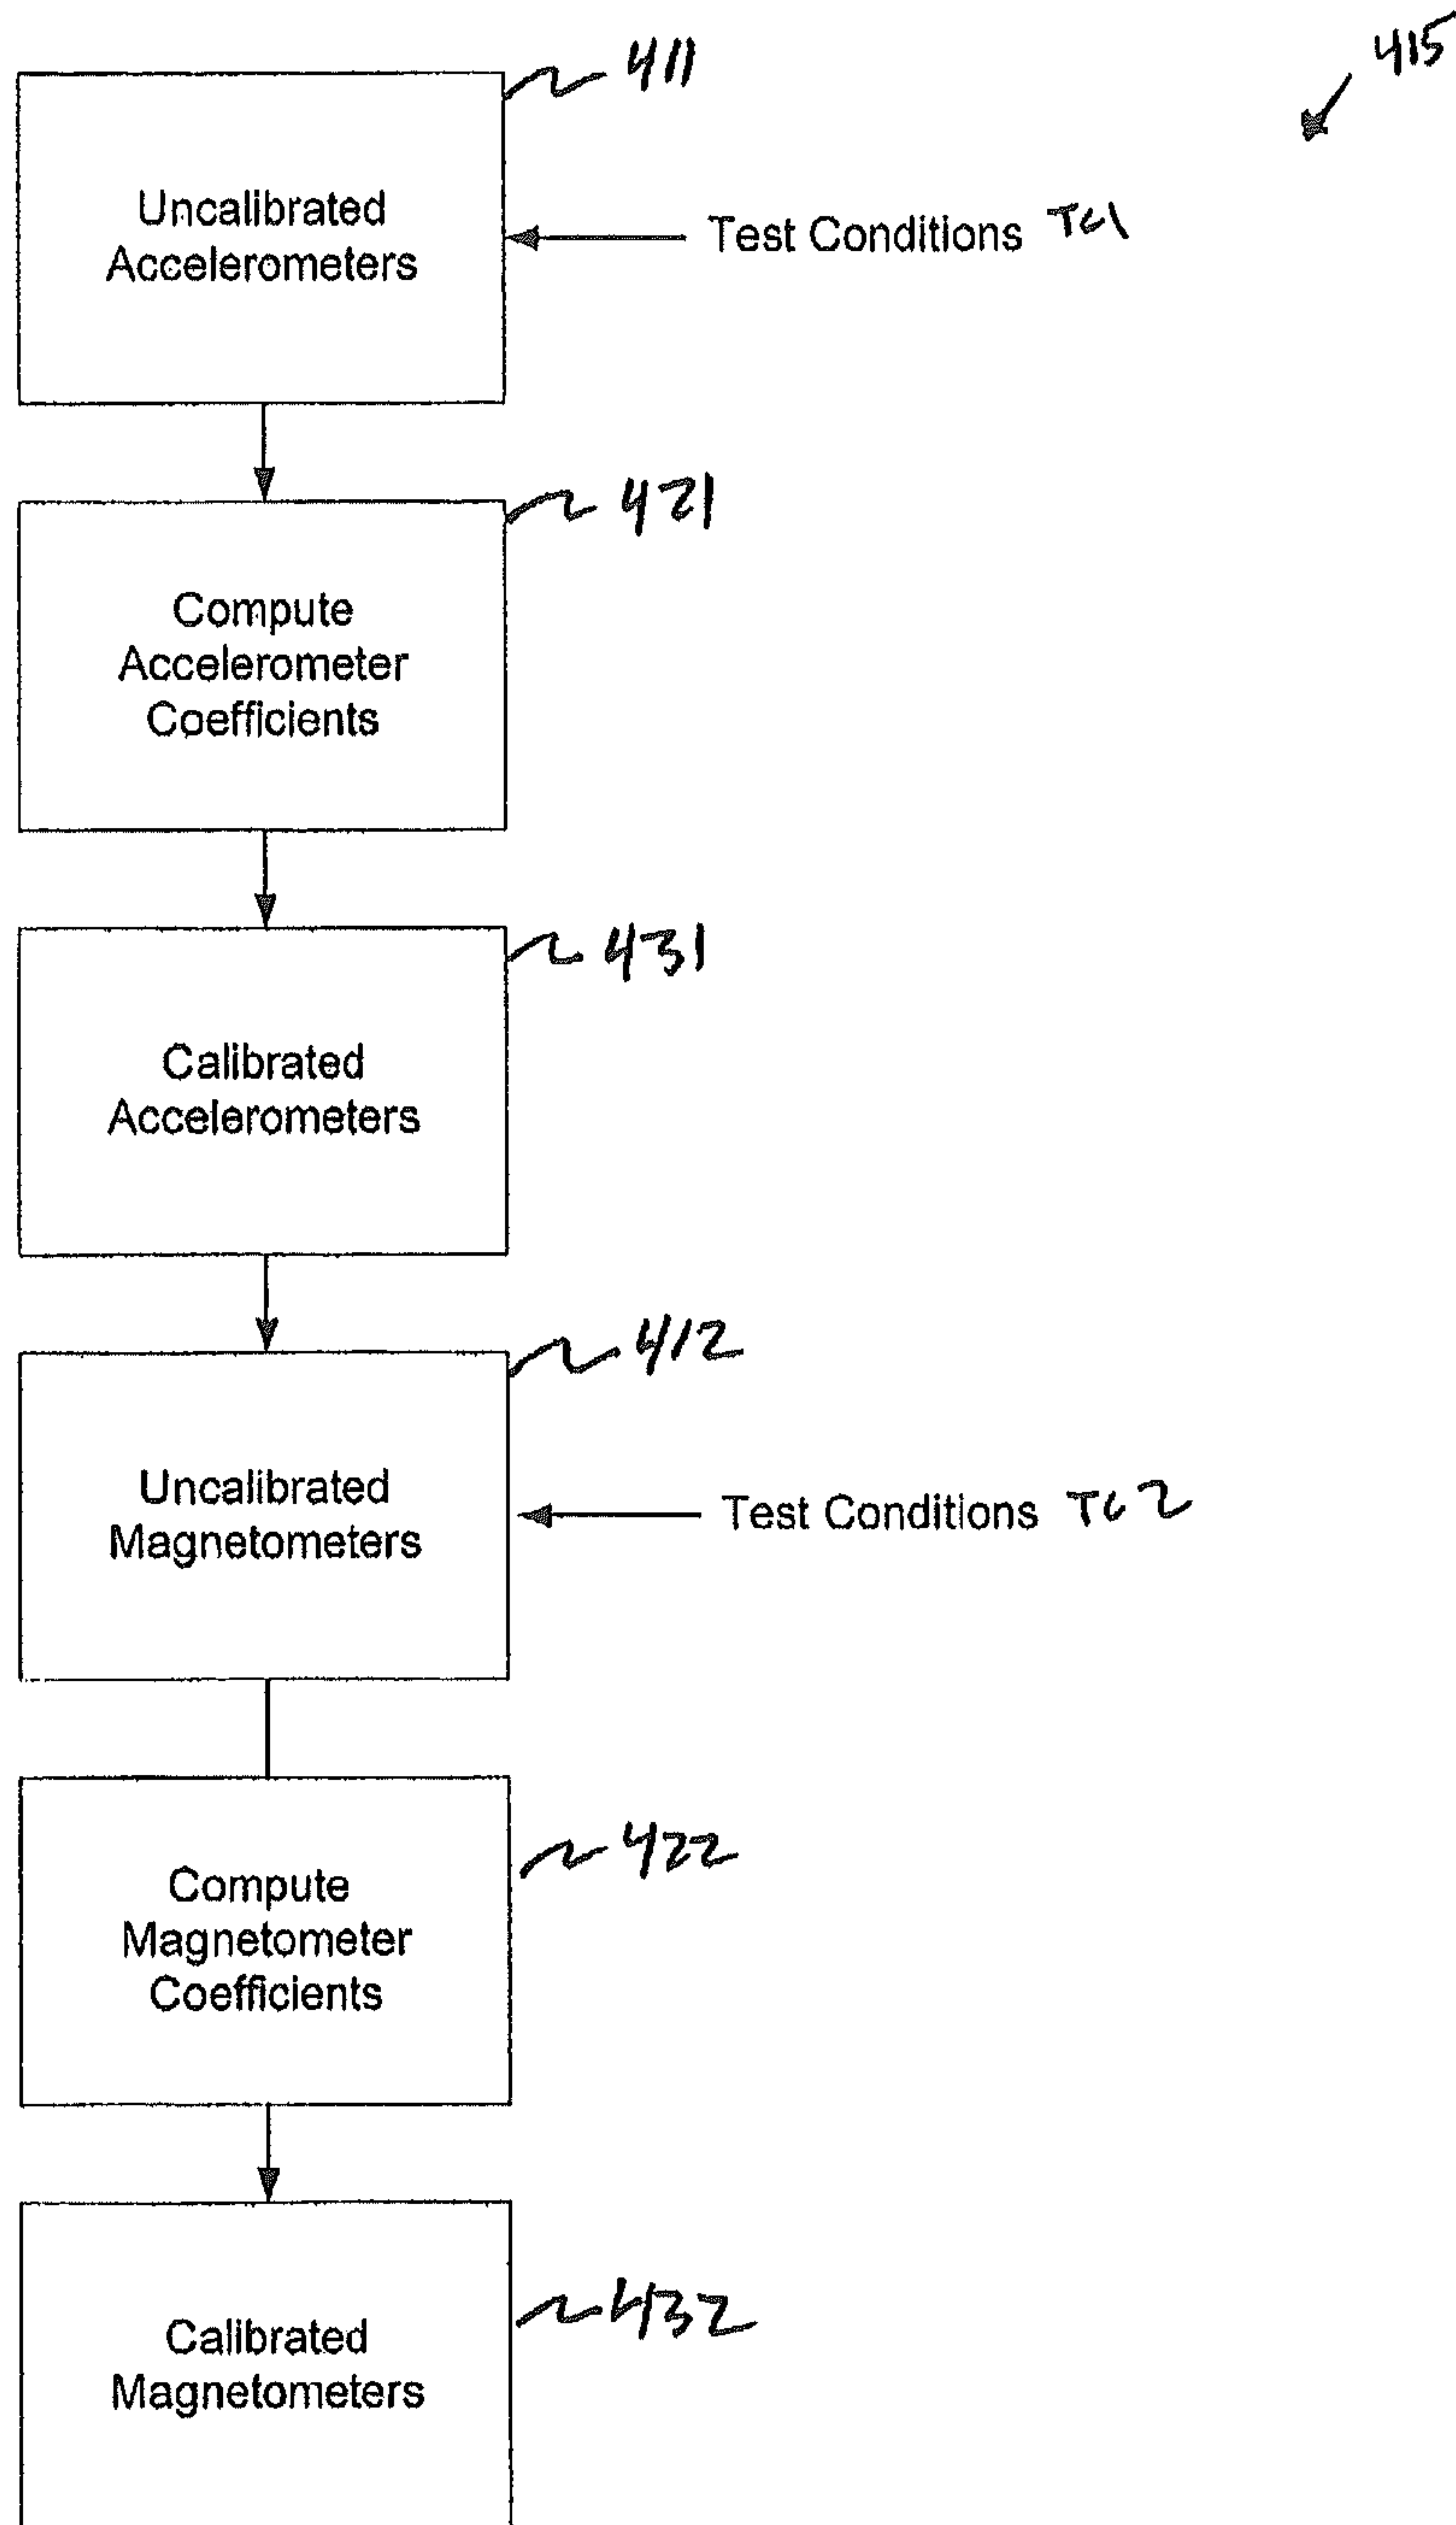 411
415
Uncalibrated
Accelerometers
Test Conditions TC1
421
Compute
Accelerometer
Coefficients
431
Calibrated
Accelerometers
412
Uncalibrated
Magnetometers
Test Conditions TC2
422
Compute
Magnetometer
Coefficients
432
Calibrated
Magnetometers